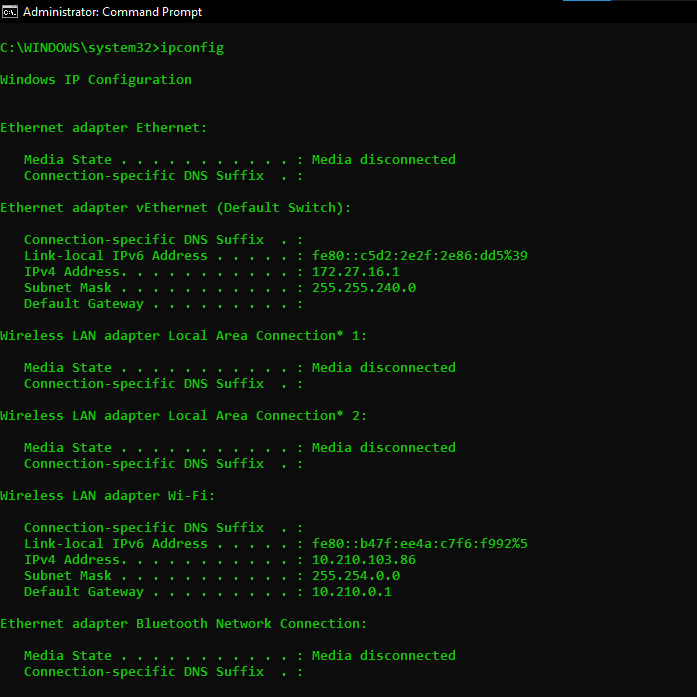 Administrator: Command Prompt
C:\WINDOWS\system32>ipconfig
Windows IP Configuration
Ethernet adapter Ethernet:
   Media State . . . . . . . . . . . : Media disconnected
   Connection-specific DNS Suffix  . :
Ethernet adapter vEthernet (Default Switch):
   Connection-specific DNS Suffix  . :
   Link-local IPv6 Address . . . . . : fe80::c5d2:2e2f:2e86:dd5%39
   IPv4 Address. . . . . . . . . . . : 172.27.16.1
   Subnet Mask . . . . . . . . . . . : 255.255.240.0
   Default Gateway . . . . . . . . . :
Wireless LAN adapter Local Area Connection* 1:
   Media State . . . . . . . . . . . : Media disconnected
   Connection-specific DNS Suffix  . :
Wireless LAN adapter Local Area Connection* 2:
   Media State . . . . . . . . . . . : Media disconnected
   Connection-specific DNS Suffix  . :
Wireless LAN adapter Wi-Fi:
   Connection-specific DNS Suffix  . :
   Link-local IPv6 Address . . . . . : fe80::b47f:ee4a:c7f6:f992%5
   IPv4 Address. . . . . . . . . . . : 10.210.103.86
   Subnet Mask . . . . . . . . . . . : 255.254.0.0
   Default Gateway . . . . . . . . . : 10.210.0.1
Ethernet adapter Bluetooth Network Connection:
   Media State . . . . . . . . . . . : Media disconnected
   Connection-specific DNS Suffix  . :